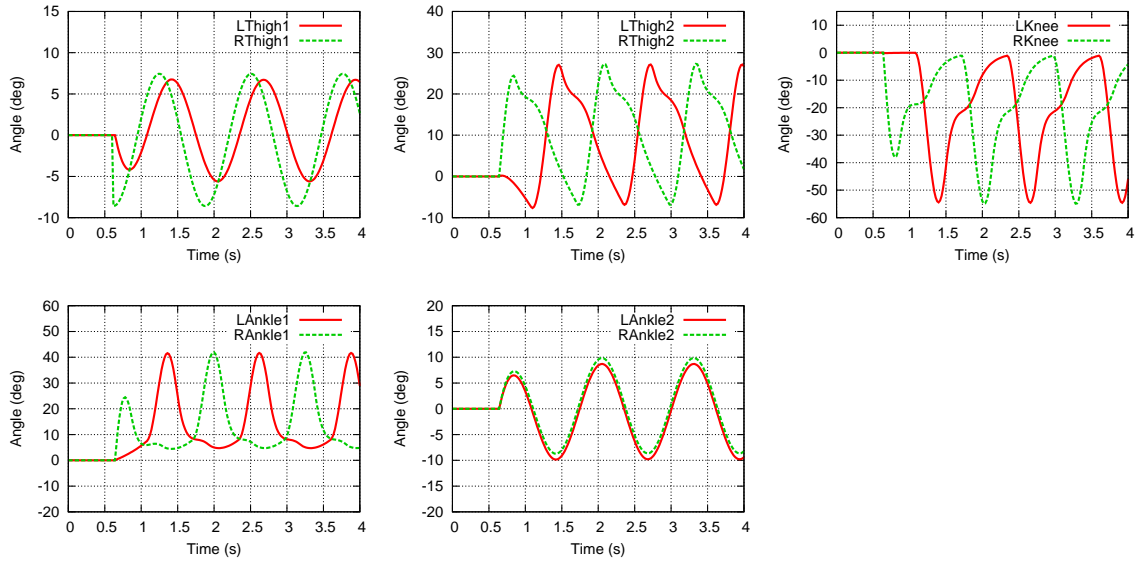 LThigh1
RThigh1
15
10
5
0
-5
-10
Angle (deg)
0 0.5 1 1.5 2 2.5 3 3.5 4
Time (s)
LThigh2
RThigh2
40
30
20
10
0
-10
Angle (deg)
0 0.5 1 1.5 2 2.5 3 3.5 4
Time (s)
LKnee
RKnee
10
0
-10
-20
-30
-40
-50
-60
Angle (deg)
0 0.5 1 1.5 2 2.5 3 3.5 4
Time (s)
LAnkle1
RAnkle1
60
50
40
30
20
10
0
-10
-20
Angle (deg)
0 0.5 1 1.5 2 2.5 3 3.5 4
Time (s)
LAnkle2
RAnkle2
20
15
10
5
0
-5
-10
-15
-20
Angle (deg)
0 0.5 1 1.5 2 2.5 3 3.5 4
Time (s)